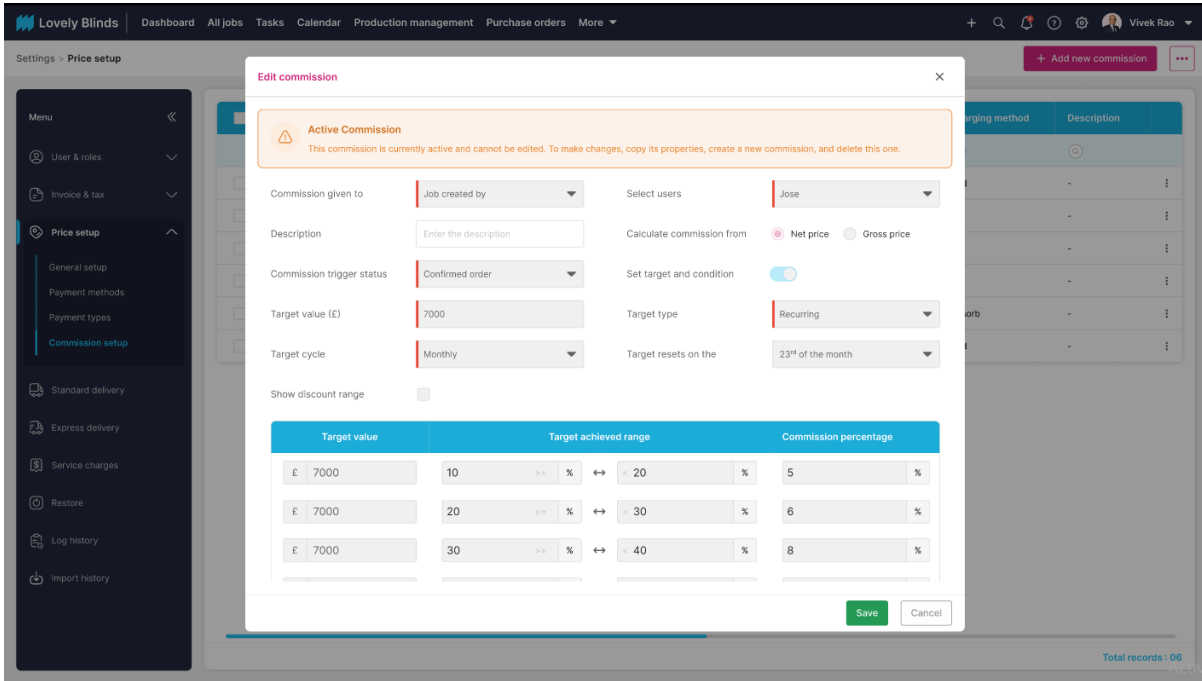 Lovely Blinds Dashboard All jobs Tasks Calendar Production management Purchase orders More Vivek Rao
Settings > Price setup
+ Add new commission
Menu
User & roles
Invoice & tax
Price setup
General setup
Payment methods
Payment types
Commission setup
Standard delivery
Express delivery
Service charges
Restore
Log history
Import history
Edit commission
Active Commission
This commission is currently active and cannot be edited. To make changes, copy its properties, create a new commission, and delete this one.
Commission given to Job created by Select users Jose
Description Enter the description Calculate commission from Net price Gross price
Commission trigger status Confirmed order Set target and condition
Target value (£) 7000 Target type Recurring
Target cycle Monthly Target resets on the 23rd of the month
Show discount range
Target value Target achieved range Commission percentage
£ 7000 10 >= % ↔ < 20 % 5 %
£ 7000 20 >= % ↔ < 30 % 6 %
£ 7000 30 >= % ↔ < 40 % 8 %
Save Cancel
method Description
-
-
-
-
-
-
Total records : 06